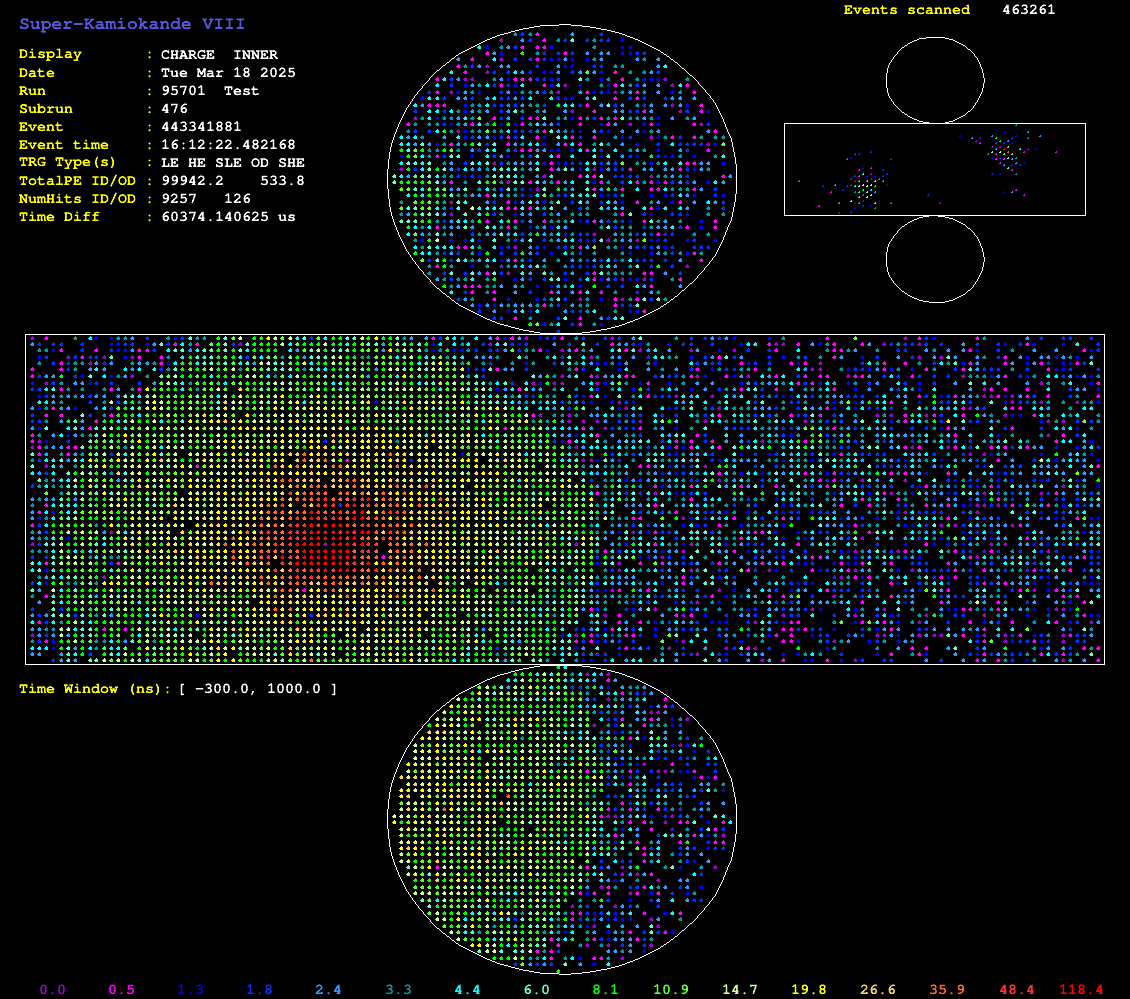 Super-Kamiokande VIII
Events scanned 463261
Display : CHARGE INNER
Date : Tue Mar 18 2025
Run : 95701 Test
Subrun : 476
Event : 443341881
Event time : 16:12:22.482168
TRG Type(s) : LE HE SLE OD SHE
TotalPE ID/OD : 99942.2 533.8
NumHits ID/OD : 9257 126
Time Diff : 60374.140625 us
Time Window (ns): [ −300.0, 1000.0 ]
0.0 0.5 1.3 1.8 2.4 3.3 4.4 6.0 8.1 10.9 14.7 19.8 26.6 35.9 48.4 118.4